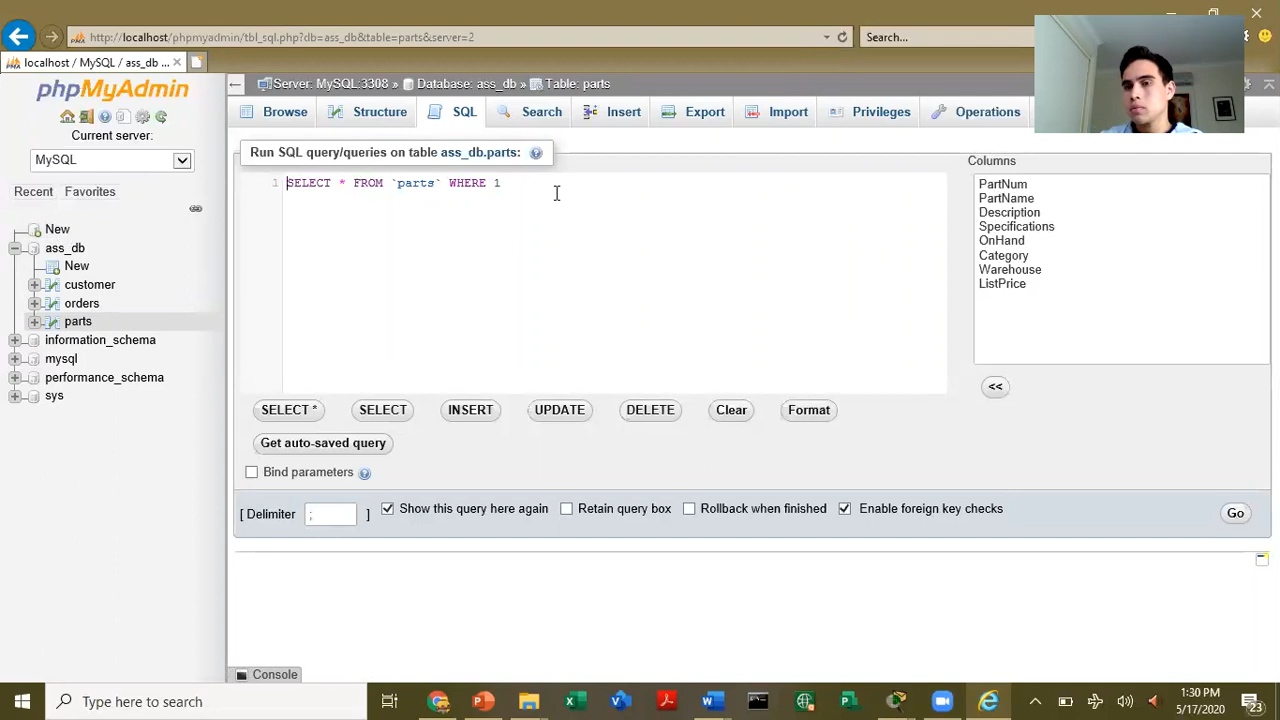 http://localhost/phpmyadmin/tbl_sql.php?db=ass_db&table=parts&server=2
Search...
localhost / MySQL / ass_db ...
phpMyAdmin
Current server:
MySQL
Recent Favorites
New
ass_db
New
customer
orders
parts
information_schema
mysql
performance_schema
sys
Server: MySQL:3308 » Database: ass_db » Table: parts
Browse Structure SQL Search Insert Export Import Privileges Operations
Run SQL query/queries on table ass_db.parts:
1 SELECT * FROM `parts` WHERE 1
Columns
PartNum
PartName
Description
Specifications
OnHand
Category
Warehouse
ListPrice
<<
SELECT * SELECT INSERT UPDATE DELETE Clear Format
Get auto-saved query
Bind parameters
[ Delimiter ; ] Show this query here again Retain query box Rollback when finished Enable foreign key checks Go
Console
Type here to search
1:30 PM
5/17/2020
23